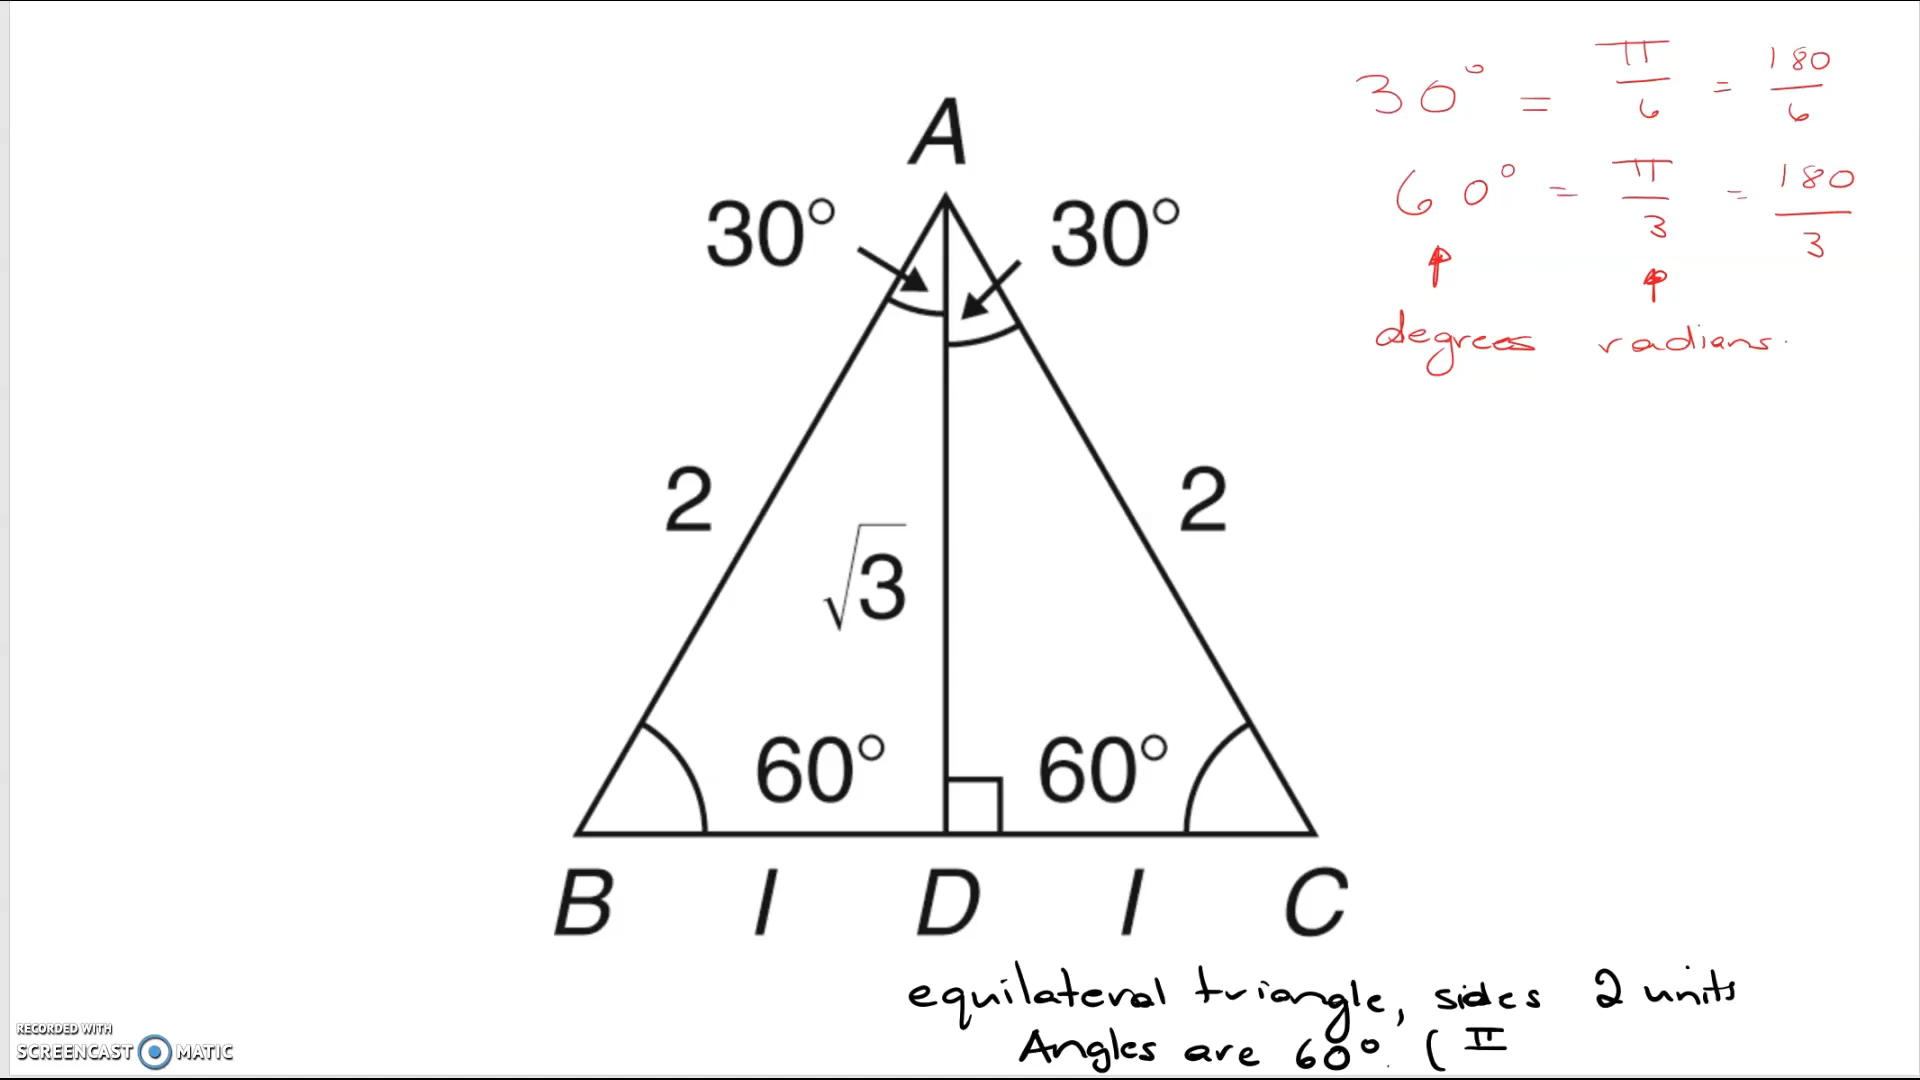 30° = π/6 = 180/6
60° = π/3 = 180/3
degrees radians.
A
30° 30°
2 √3 2
60° 60°
B 1 D 1 C
equilateral triangle, sides 2 units
Angles are 60°. (π
RECORDED WITH
SCREENCAST MATIC